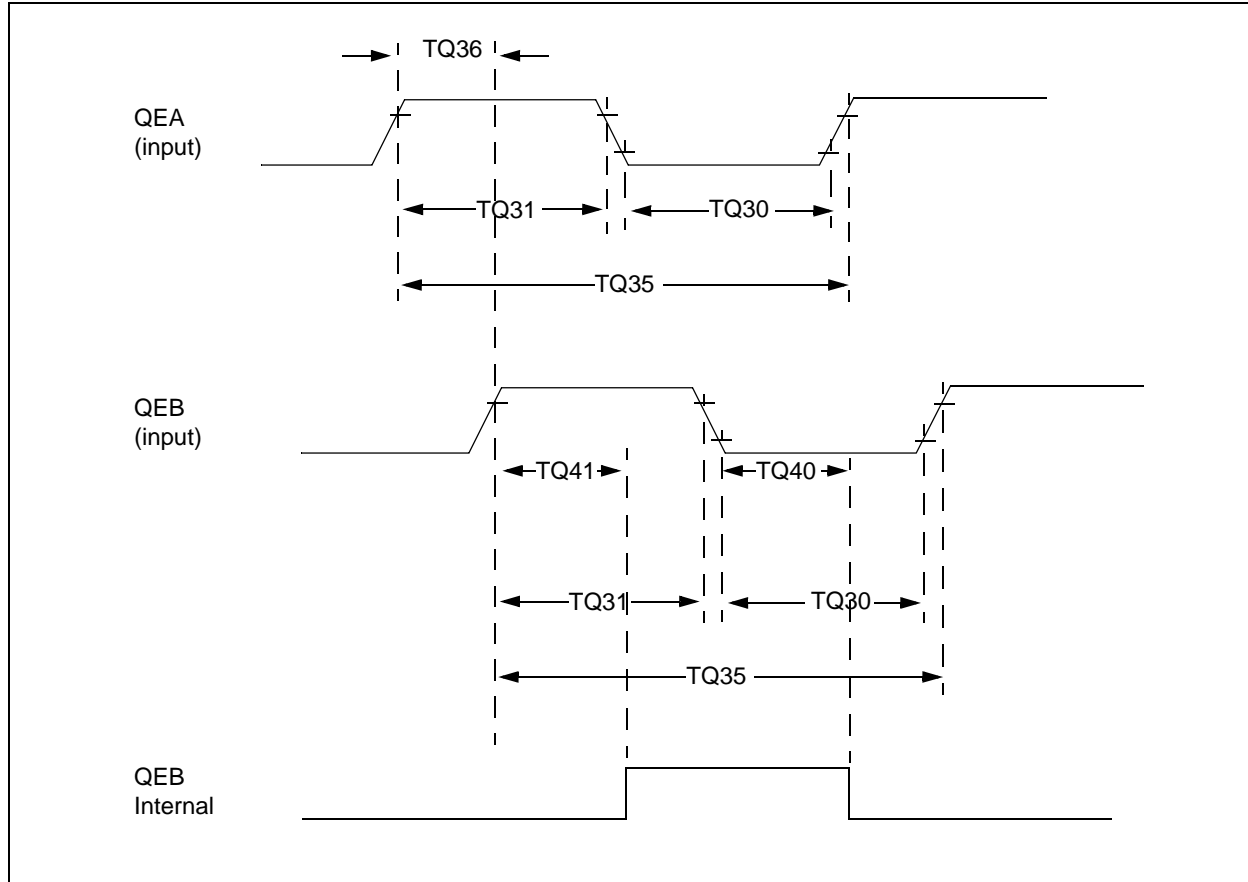 TQ36
QEA
(input)
TQ31
TQ30
TQ35
QEB
(input)
TQ41
TQ40
TQ31
TQ30
TQ35
QEB
Internal